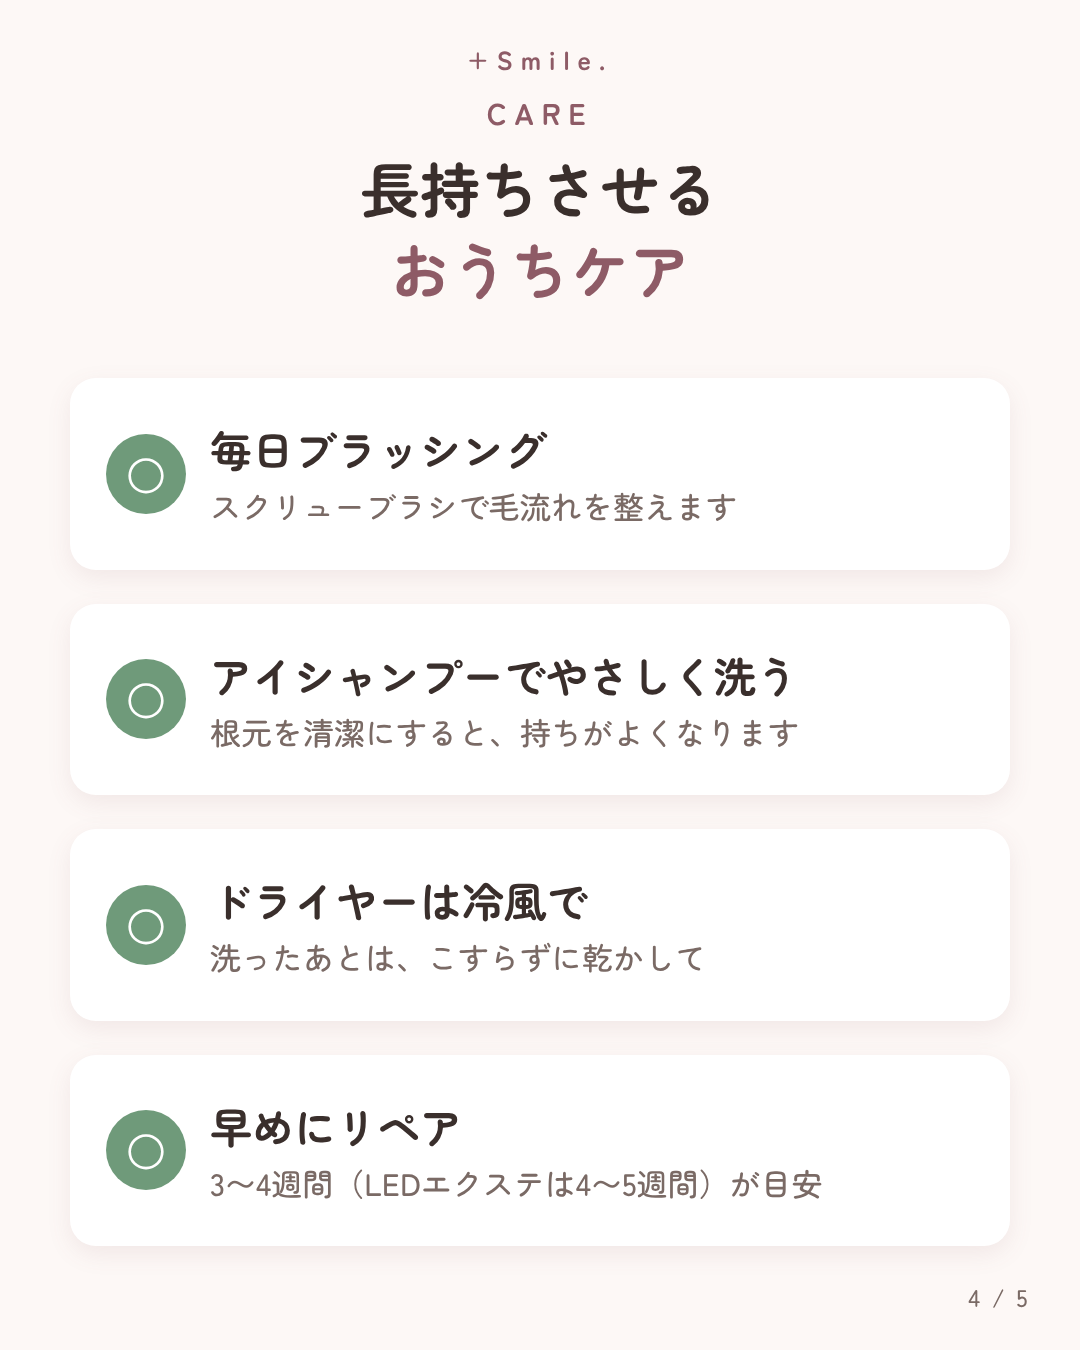 +Smile.
CARE
長持ちさせる
おうちケア
○
毎日ブラッシング
スクリューブラシで毛流れを整えます
○
アイシャンプーでやさしく洗う
根元を清潔にすると、持ちがよくなります
○
ドライヤーは冷風で
洗ったあとは、こすらずに乾かして
○
早めにリペア
3〜4週間（LEDエクステは4〜5週間）が目安
4 / 5